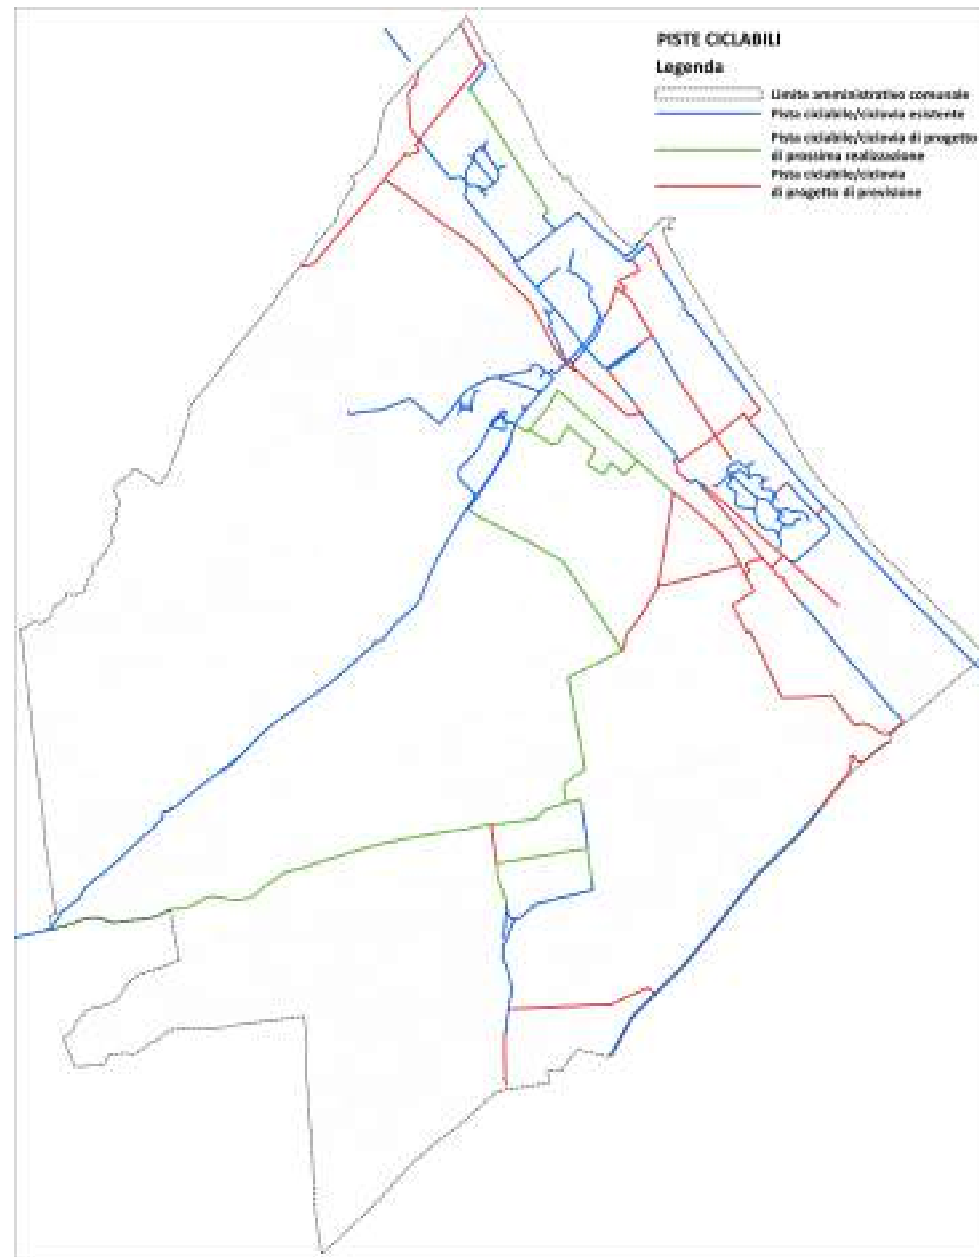 PISTE CICLABILI
Legenda
Limite amministrativo comunale
Pista ciclabile/ciclovia esistente
Pista ciclabile/ciclovia di progetto
di prossima realizzazione
Pista ciclabile/ciclovia
di progetto di previsione